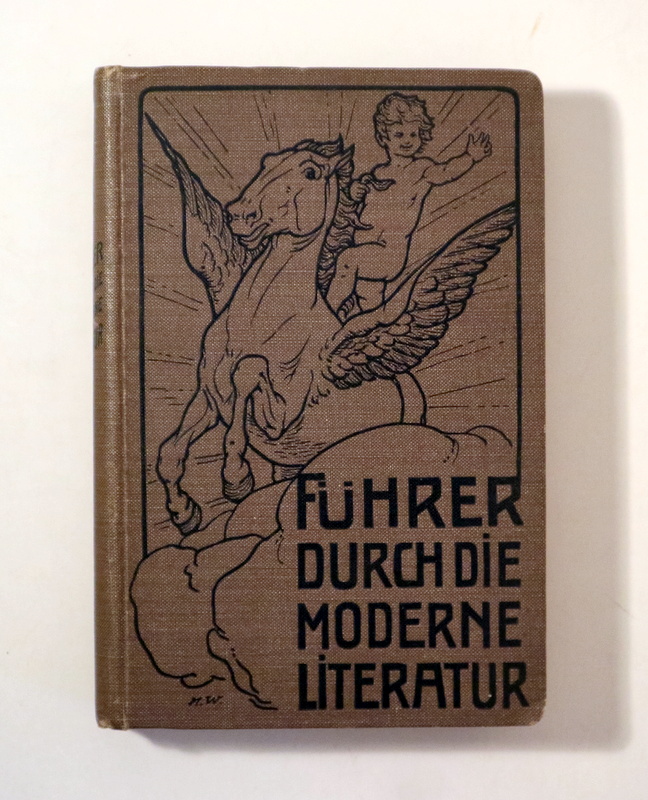 FÜHRER
DURCH DIE
MODERNE
LITERATUR
H.W.